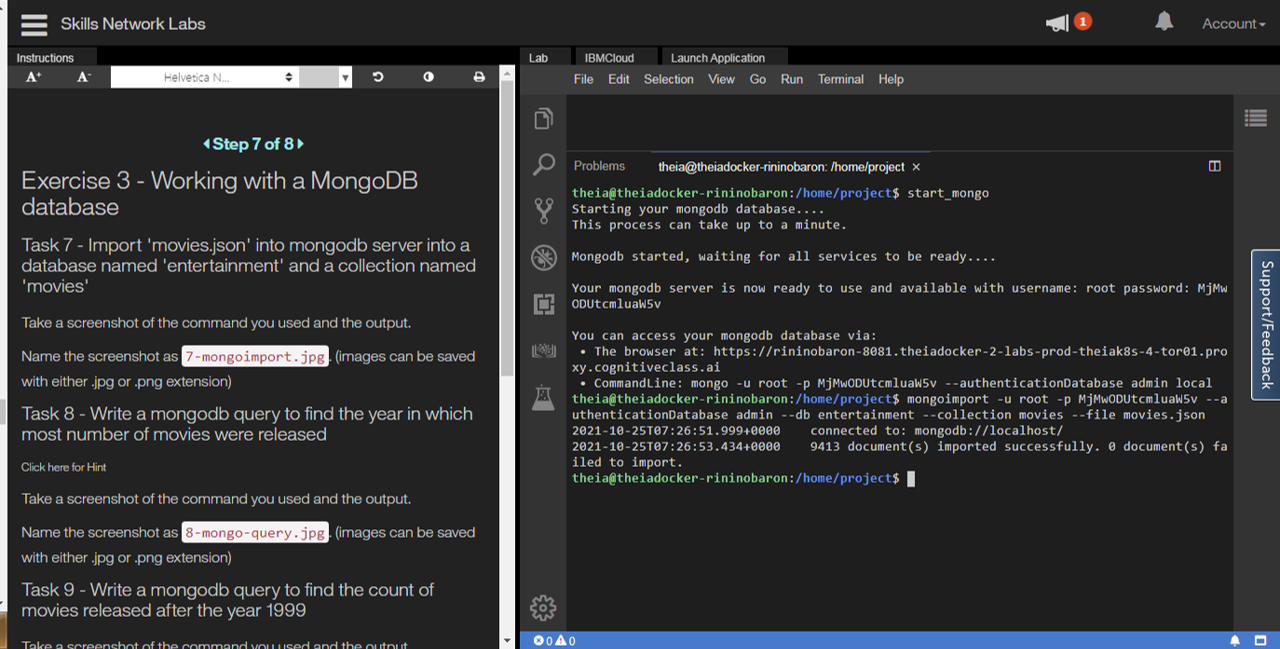 Skills Network Labs
1
Account
Instructions
A+
A-
Helvetica N...
Step 7 of 8
Exercise 3 - Working with a MongoDB
database
Task 7 - Import 'movies.json' into mongodb server into a
database named 'entertainment' and a collection named
'movies'
Take a screenshot of the command you used and the output.
Name the screenshot as 7-mongoimport.jpg. (images can be saved
with either .jpg or .png extension)
Task 8 - Write a mongodb query to find the year in which
most number of movies were released
Click here for Hint
Take a screenshot of the command you used and the output.
Name the screenshot as 8-mongo-query.jpg. (images can be saved
with either .jpg or .png extension)
Task 9 - Write a mongodb query to find the count of
movies released after the year 1999
Take a screenshot of the command you used and the output.
Lab IBMCloud Launch Application
File Edit Selection View Go Run Terminal Help
Problems theia@theiadocker-rininobaron: /home/project ×
theia@theiadocker-rininobaron:/home/project$ start_mongo
Starting your mongodb database....
This process can take up to a minute.
Mongodb started, waiting for all services to be ready....
Your mongodb server is now ready to use and available with username: root password: MjMw
ODUtcmluaW5v
You can access your mongodb database via:
• The browser at: https://rininobaron-8081.theiadocker-2-labs-prod-theiak8s-4-tor01.pro
xy.cognitiveclass.ai
• CommandLine: mongo -u root -p MjMwODUtcmluaW5v --authenticationDatabase admin local
theia@theiadocker-rininobaron:/home/project$ mongoimport -u root -p MjMwODUtcmluaW5v --a
uthenticationDatabase admin --db entertainment --collection movies --file movies.json
2021-10-25T07:26:51.999+0000 connected to: mongodb://localhost/
2021-10-25T07:26:53.434+0000 9413 document(s) imported successfully. 0 document(s) fa
iled to import.
theia@theiadocker-rininobaron:/home/project$
0 0
Support/Feedback